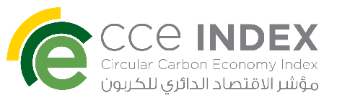 cce INDEX
Circular Carbon Economy Index
مؤشر الاقتصاد الدائري للكربون